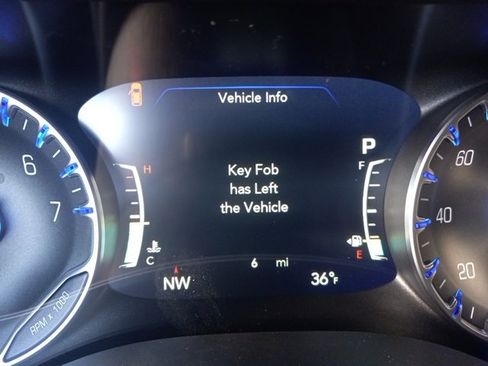 Vehicle Info
P
H
F
Key Fob
has Left
the Vehicle
6
7
60
40
20
C
E
6 mi
NW
36°F
RPM x 1000